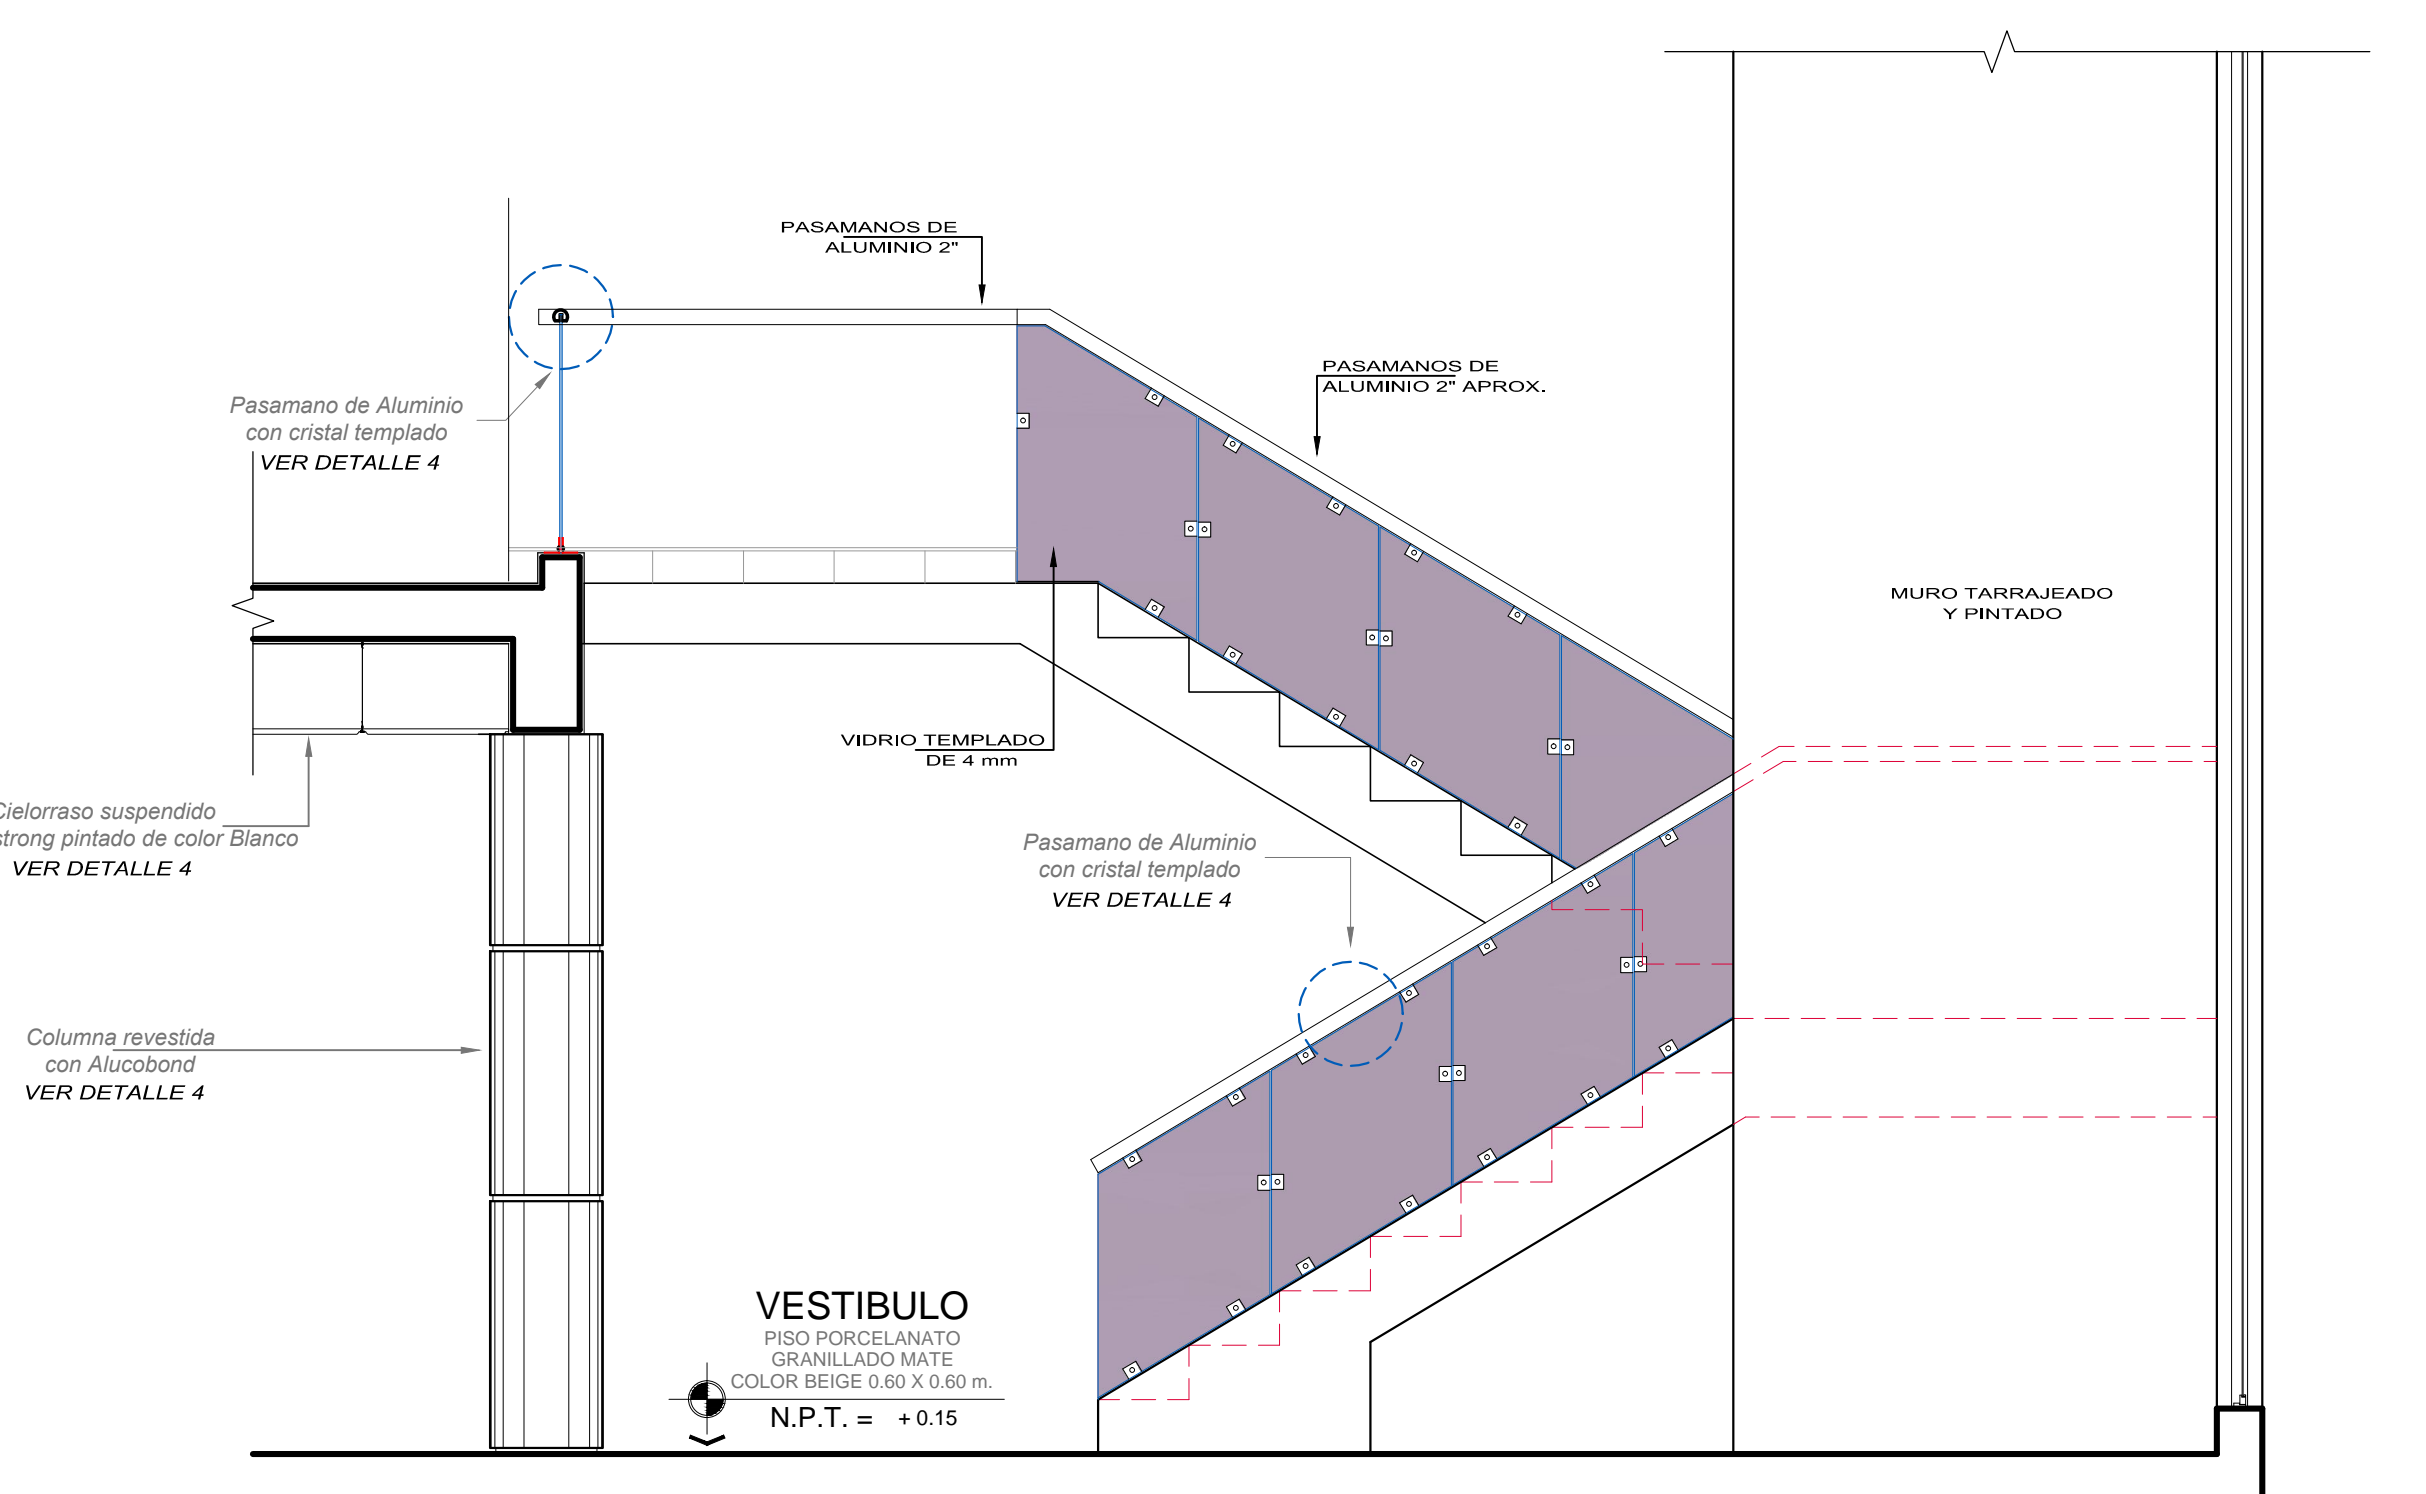 PASAMANOS DE
ALUMINIO 2"
PASAMANOS DE
ALUMINIO 2" APROX.
Pasamano de Aluminio
con cristal templado
VER DETALLE 4
MURO TARRAJEADO
Y PINTADO
VIDRIO TEMPLADO
DE 4 mm
Cielorraso suspendido
strong pintado de color Blanco
VER DETALLE 4
Pasamano de Aluminio
con cristal templado
VER DETALLE 4
Columna revestida
con Alucobond
VER DETALLE 4
VESTIBULO
PISO PORCELANATO
GRANILLADO MATE
COLOR BEIGE 0.60 X 0.60 m.
N.P.T. = + 0.15